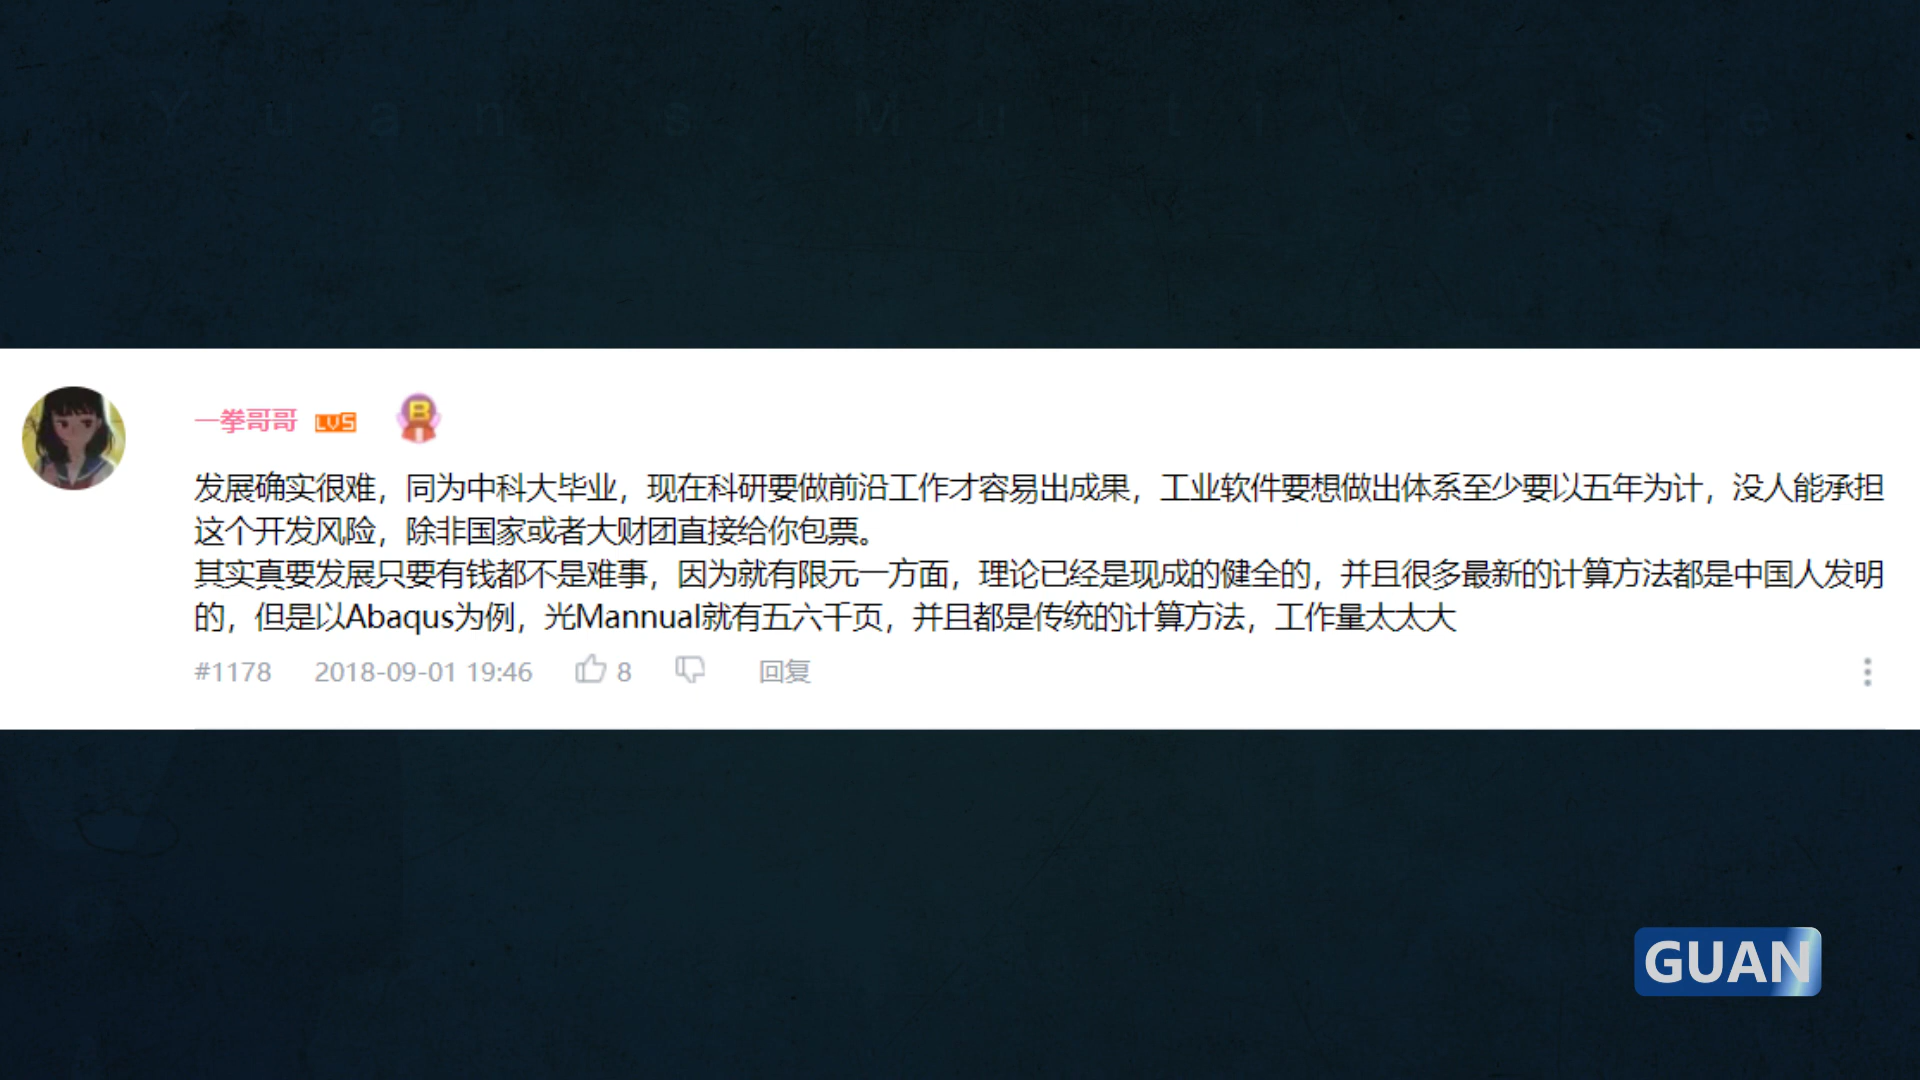 Yuan's Multiverse
一拳哥哥 LV5 B
发展确实很难，同为中科大毕业，现在科研要做前沿工作才容易出成果，工业软件要想做出体系至少要以五年为计，没人能承担
这个开发风险，除非国家或者大财团直接给你包票。
其实真要发展只要有钱都不是难事，因为就有限元一方面，理论已经是现成的健全的，并且很多最新的计算方法都是中国人发明
的，但是以Abaqus为例，光Mannual就有五六千页，并且都是传统的计算方法，工作量太太大
#1178 2018-09-01 19:46 8 回复
GUAN